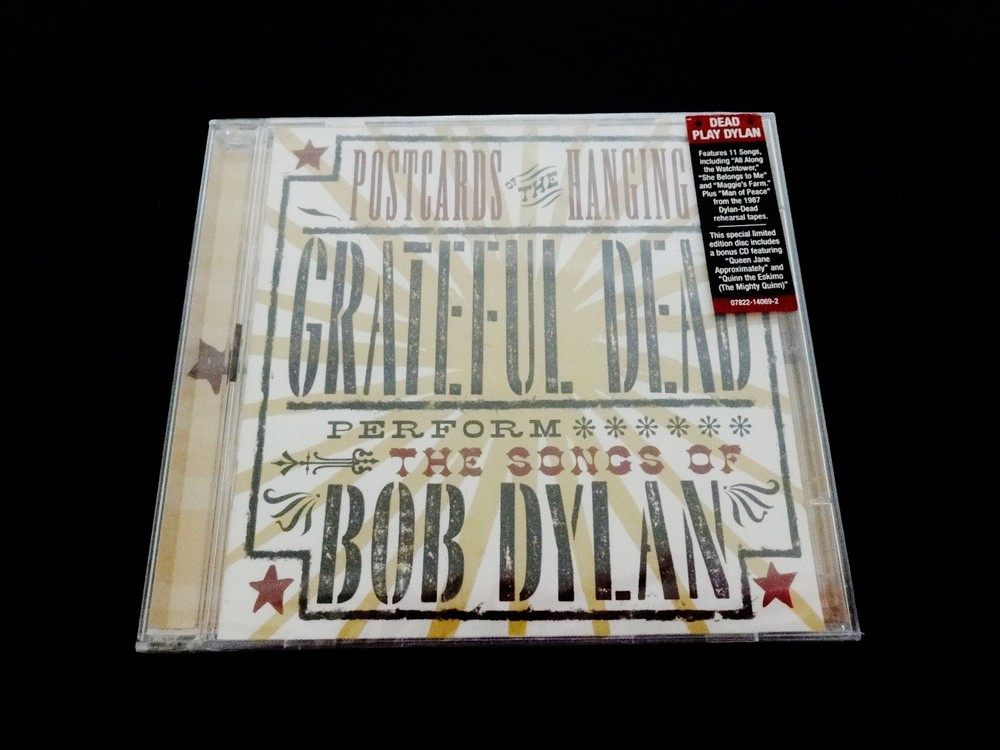 POSTCARDS OF THE HANGING
GRATEFUL DEAD
PERFORM ******
THE SONGS OF
BOB DYLAN
DEAD
PLAY DYLAN
Features 11 Songs,
including "All Along
the Watchtower,"
"She Belongs to Me"
and "Maggie's Farm."
Plus "Man of Peace"
from the 1987
Dylan-Dead
rehearsal tapes.
This special limited
edition disc includes
a bonus CD featuring
"Queen Jane
Approximately" and
"Quinn the Eskimo
(The Mighty Quinn)"
07822-14069-2